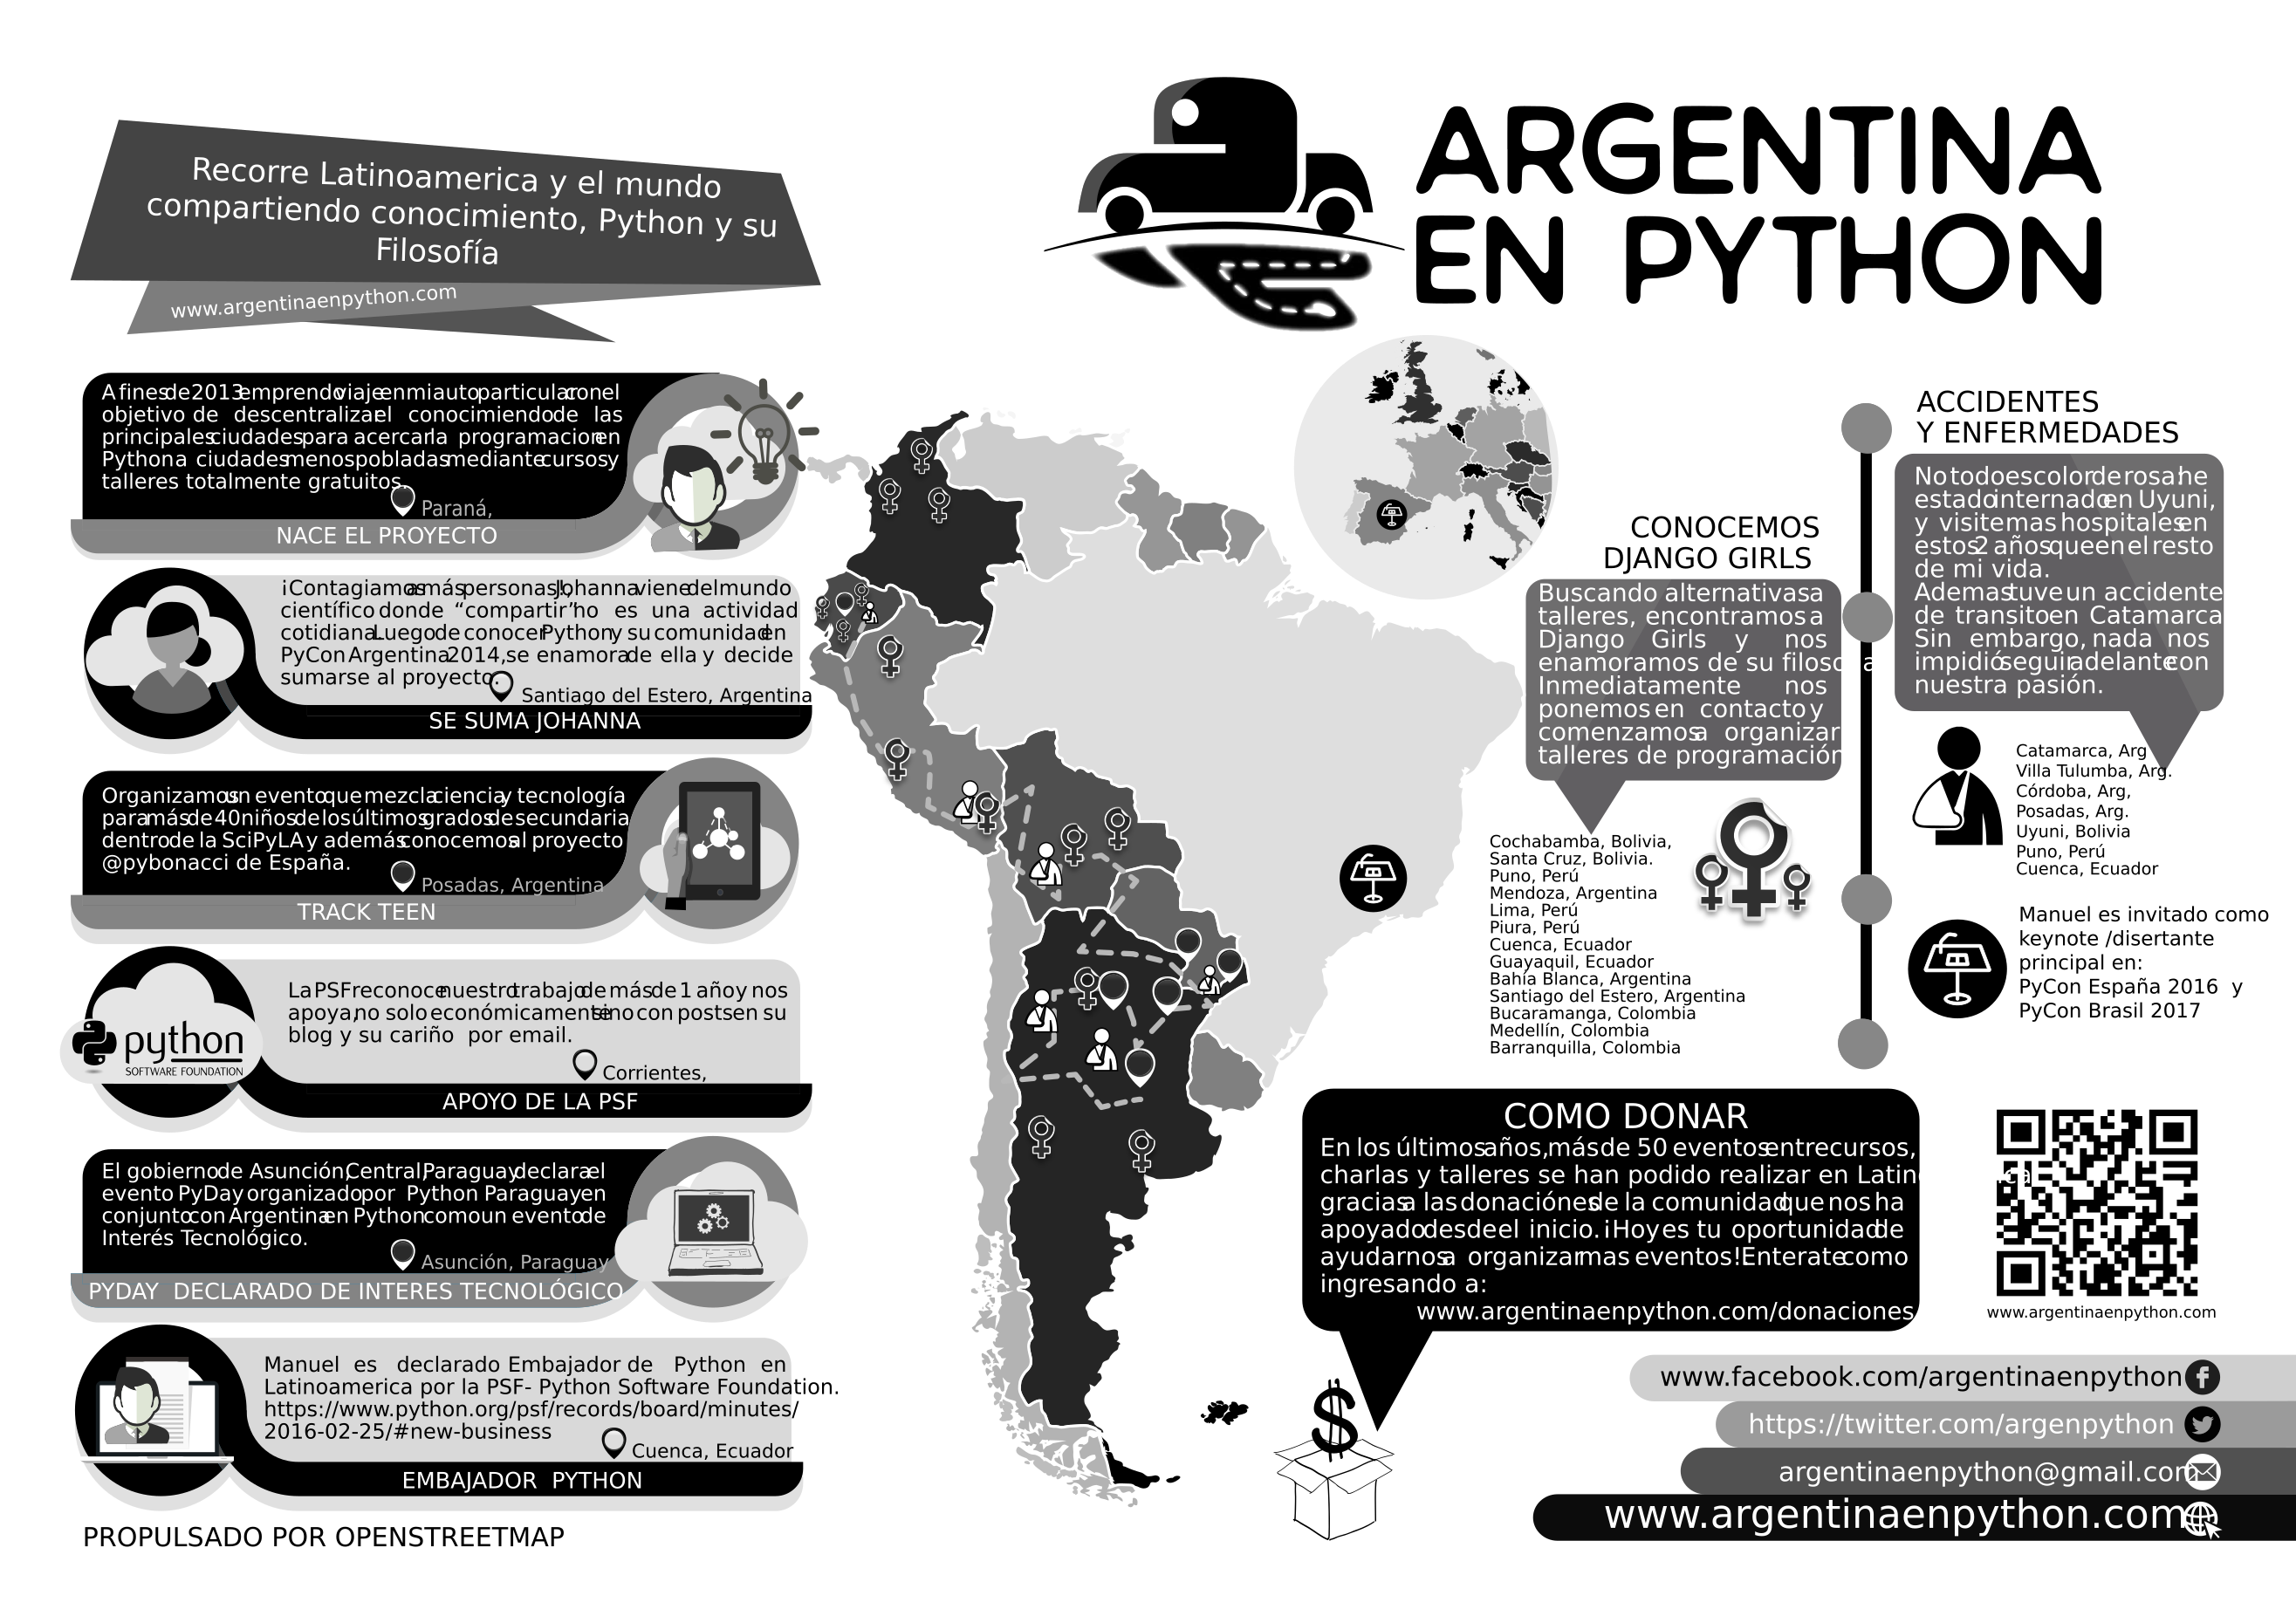 ARGENTINA
EN PYTHON
Recorre Latinoamerica y el mundo
compartiendo conocimiento, Python y su
Filosofía
www.argentinaenpython.com
A fines de 2013 emprendo viaje en mi auto particular con el
objetivo de descentralizar el conocimiendo de las
principales ciudades para acercar la programacion en
Python a ciudades menos pobladas mediante cursos y
talleres totalmente gratuitos.
Paraná,
NACE EL PROYECTO
¡Contagiamos a más personas!, Johanna viene del mundo
científico donde “compartir” no es una actividad
cotidiana. Luego de conocer Python y su comunidad en
PyCon Argentina 2014, se enamora de ella y decide
sumarse al proyecto.
Santiago del Estero, Argentina
SE SUMA JOHANNA
Organizamos un evento que mezcla ciencia y tecnología
para más de 40 niños de los últimos grados de secundaria
dentro de la SciPyLA y además conocemos al proyecto
@pybonacci de España.
Posadas, Argentina
TRACK TEEN
La PSF reconoce nuestro trabajo de más de 1 año y nos
apoya, no solo económicamente sino con posts en su
blog y su cariño por email.
Corrientes,
python
SOFTWARE FOUNDATION
APOYO DE LA PSF
El gobierno de Asunción, Central, Paraguay declara el
evento PyDay organizado por Python Paraguay en
conjunto con Argentina en Python como un evento de
Interés Tecnológico.
Asunción, Paraguay
PYDAY DECLARADO DE INTERES TECNOLÓGICO
Manuel es declarado Embajador de Python en
Latinoamerica por la PSF- Python Software Foundation.
https://www.python.org/psf/records/board/minutes/
2016-02-25/#new-business
Cuenca, Ecuador
EMBAJADOR PYTHON
PROPULSADO POR OPENSTREETMAP
CONOCEMOS
DJANGO GIRLS
Buscando alternativas a
talleres, encontramos a
Django Girls y nos
enamoramos de su filosofía
Inmediatamente nos
ponemos en contacto y
comenzamos a organizar
talleres de programación
Cochabamba, Bolivia,
Santa Cruz, Bolivia.
Puno, Perú
Mendoza, Argentina
Lima, Perú
Piura, Perú
Cuenca, Ecuador
Guayaquil, Ecuador
Bahía Blanca, Argentina
Santiago del Estero, Argentina
Bucaramanga, Colombia
Medellín, Colombia
Barranquilla, Colombia
ACCIDENTES
Y ENFERMEDADES
No todo es color de rosa: he
estado internado en Uyuni,
y visite mas hospitales en
estos 2 años que en el resto
de mi vida.
Ademas tuve un accidente
de transito en Catamarca
Sin embargo, nada nos
impidió seguir adelante con
nuestra pasión.
Catamarca, Arg
Villa Tulumba, Arg.
Córdoba, Arg,
Posadas, Arg.
Uyuni, Bolivia
Puno, Perú
Cuenca, Ecuador
Manuel es invitado como
keynote /disertante
principal en:
PyCon España 2016 y
PyCon Brasil 2017
COMO DONAR
En los últimos años, más de 50 eventos entre cursos,
charlas y talleres se han podido realizar en
gracias a las donaciónes de la comunidad que nos ha
apoyado desde el inicio. ¡Hoy es tu oportunidad de
ayudarnos a organizar mas eventos! Enterate como
ingresando a:
www.argentinaenpython.com/donaciones
www.argentinaenpython.com
www.facebook.com/argentinaenpython
https://twitter.com/argenpython
argentinaenpython@gmail.com
www.argentinaenpython.com